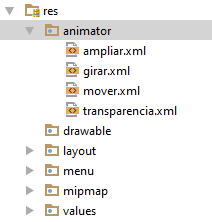 res
animator
ampliar.xml
girar.xml
mover.xml
transparencia.xml
drawable
layout
menu
mipmap
values